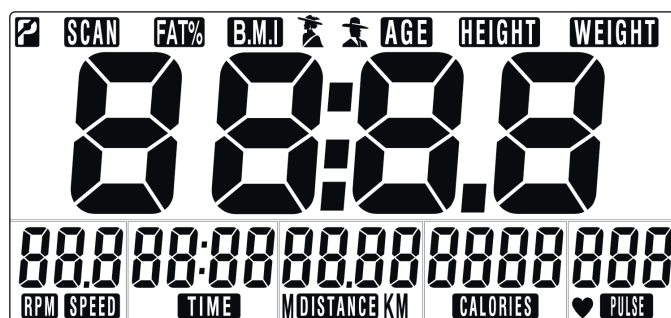 P SCAN FAT% B.M.I AGE HEIGHT WEIGHT
88:8.8
88.8 88:88 88.88 8888 888
RPM SPEED TIME M DISTANCE KM CALORIES PULSE